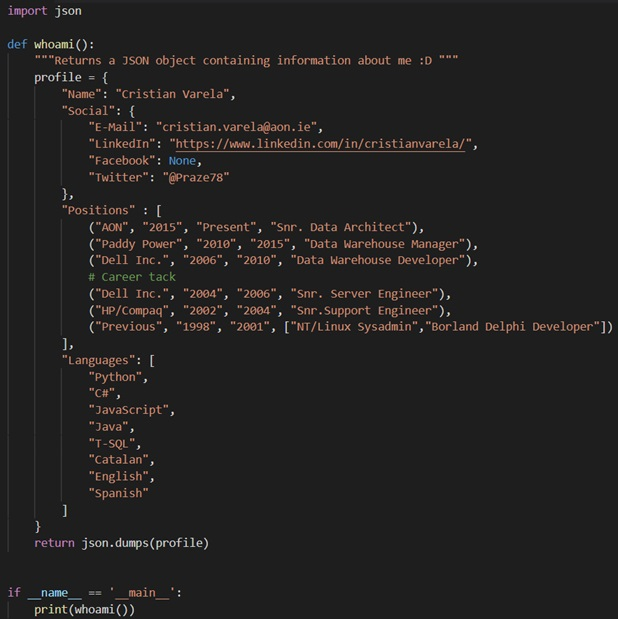 import json

def whoami():
    """Returns a JSON object containing information about me :D """
    profile = {
        "Name": "Cristian Varela",
        "Social": {
            "E-Mail": "cristian.varela@aon.ie",
            "LinkedIn": "https://www.linkedin.com/in/cristianvarela/",
            "Facebook": None,
            "Twitter": "@Praze78"
        },
        "Positions" : [
            ("AON", "2015", "Present", "Snr. Data Architect"),
            ("Paddy Power", "2010", "2015", "Data Warehouse Manager"),
            ("Dell Inc.", "2006", "2010", "Data Warehouse Developer"),
            # Career tack
            ("Dell Inc.", "2004", "2006", "Snr. Server Engineer"),
            ("HP/Compaq", "2002", "2004", "Snr.Support Engineer"),
            ("Previous", "1998", "2001", ["NT/Linux Sysadmin","Borland Delphi Developer"])
        ],
        "Languages": [
            "Python",
            "C#",
            "JavaScript",
            "Java",
            "T-SQL",
            "Catalan",
            "English",
            "Spanish"
        ]
    }
    return json.dumps(profile)


if __name__ == '__main__':
    print(whoami())